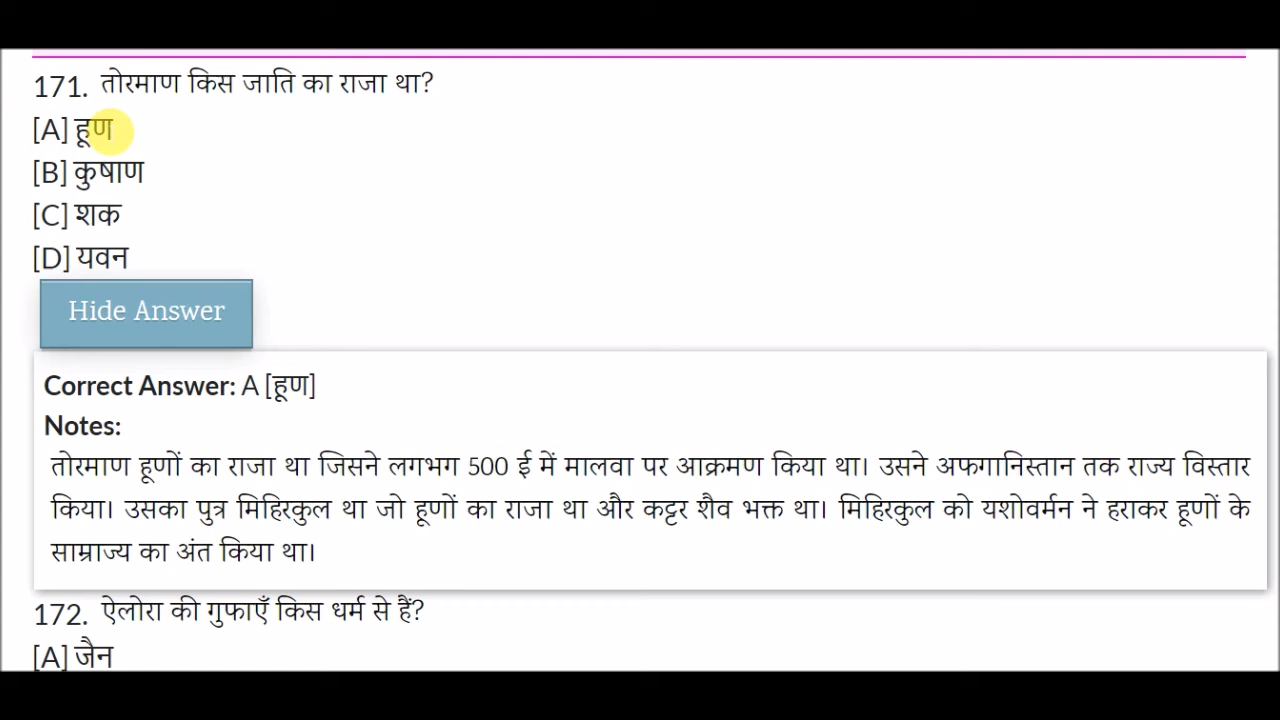 171. तोरमाण किस जाति का राजा था?
[A] हूण
[B] कुषाण
[C] शक
[D] यवन
Hide Answer
Correct Answer: A [हूण]
Notes:
तोरमाण हूणों का राजा था जिसने लगभग 500 ई में मालवा पर आक्रमण किया था। उसने अफगानिस्तान तक राज्य विस्तार
किया। उसका पुत्र मिहिरकुल था जो हूणों का राजा था और कट्टर शैव भक्त था। मिहिरकुल को यशोवर्मन ने हराकर हूणों के
साम्राज्य का अंत किया था।
172. ऐलोरा की गुफाएँ किस धर्म से हैं?
[A] जैन